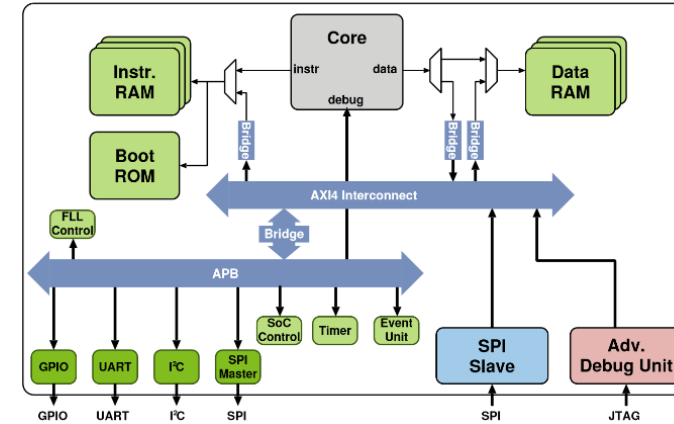 Core
instr
data
debug
Instr.
RAM
Data
RAM
Boot
ROM
Bridge
Bridge
Bridge
AXI4 Interconnect
FLL
Control
Bridge
APB
SoC
Control
Timer
Event
Unit
GPIO
UART
I²C
SPI
Master
SPI
Slave
Adv.
Debug Unit
GPIO
UART
I²C
SPI
SPI
JTAG